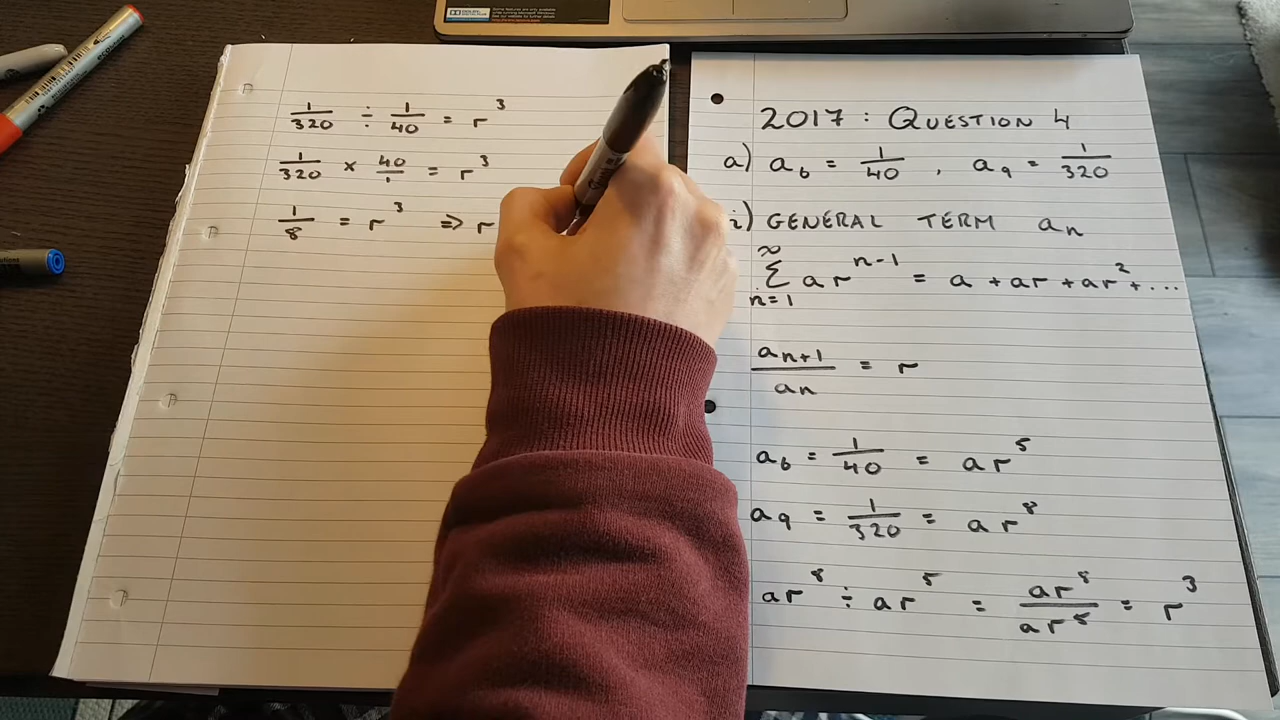 1/320 ÷ 1/40 = r³
1/320 × 40/1 = r³
1/8 = r³ ⇒ r
2017 : QUESTION 4
a) a₆ = 1/40 , a₉ = 1/320
i) GENERAL TERM aₙ
∞
Σ arⁿ⁻¹ = a + ar + ar² + ...
n=1
aₙ₊₁/aₙ = r
a₆ = 1/40 = ar⁵
a₉ = 1/320 = ar⁸
ar⁸ ÷ ar⁵ = ar⁸/ar⁵ = r³